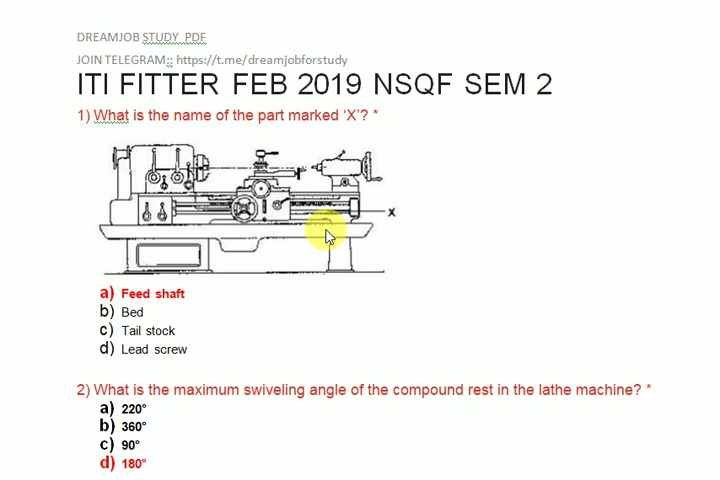 DREAMJOB STUDY PDF
JOIN TELEGRAM:: https://t.me/dreamjobforstudy
ITI FITTER FEB 2019 NSQF SEM 2
1) What is the name of the part marked ‘X’? *
X
a) Feed shaft
b) Bed
c) Tail stock
d) Lead screw
2) What is the maximum swiveling angle of the compound rest in the lathe machine? *
a) 220°
b) 360°
c) 90°
d) 180°